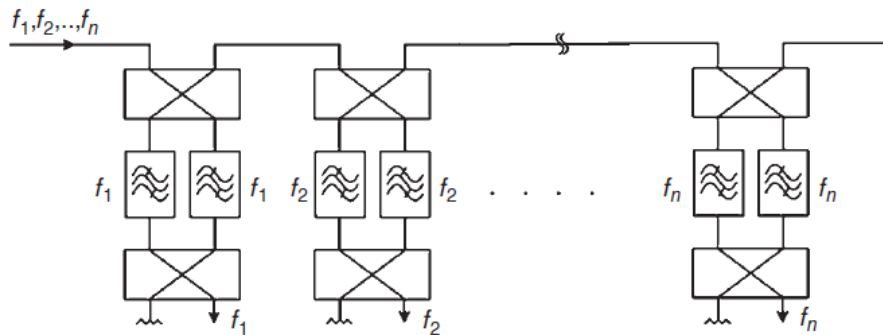 f1,f2,..,fn
f1 f1 f2 f2 . . . . fn fn
f1 f2 fn